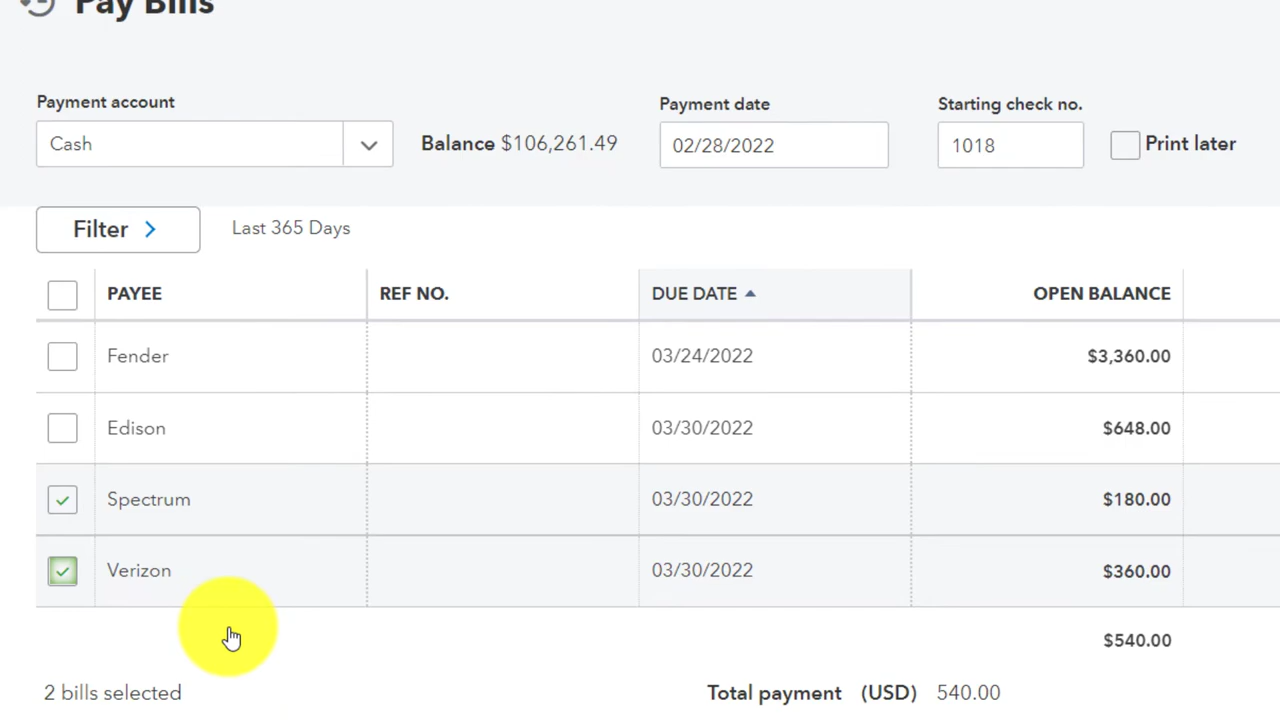 Pay Bills
Payment account
Payment date
Starting check no.
Cash
Balance $106,261.49
02/28/2022
1018
Print later
Filter
Last 365 Days
PAYEE REF NO. DUE DATE OPEN BALANCE
Fender 03/24/2022 $3,360.00
Edison 03/30/2022 $648.00
Spectrum 03/30/2022 $180.00
Verizon 03/30/2022 $360.00
$540.00
2 bills selected
Total payment (USD) 540.00